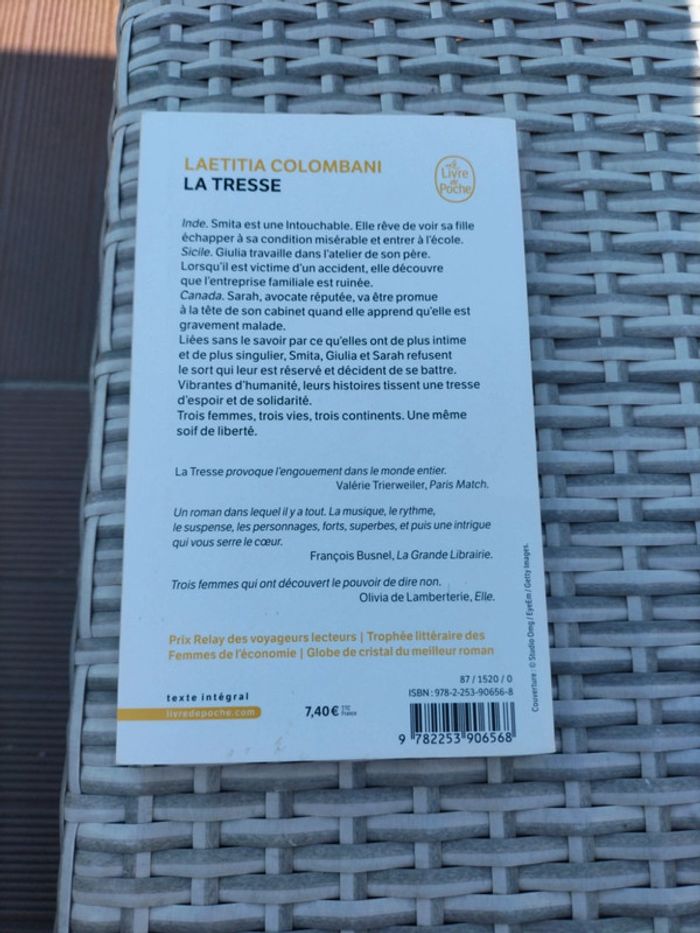 LAETITIA COLOMBANI
LA TRESSE
Le
Livre
de
Poche
Inde. Smita est une Intouchable. Elle rêve de voir sa fille
échapper à sa condition misérable et entrer à l'école.
Sicile. Giulia travaille dans l'atelier de son père.
Lorsqu'il est victime d'un accident, elle découvre
que l'entreprise familiale est ruinée.
Canada. Sarah, avocate réputée, va être promue
à la tête de son cabinet quand elle apprend qu'elle est
gravement malade.
Liées sans le savoir par ce qu'elles ont de plus intime
et de plus singulier, Smita, Giulia et Sarah refusent
le sort qui leur est réservé et décident de se battre.
Vibrantes d'humanité, leurs histoires tissent une tresse
d'espoir et de solidarité.
Trois femmes, trois vies, trois continents. Une même
soif de liberté.
La Tresse provoque l'engouement dans le monde entier.
Valérie Trierweiler, Paris Match.
Un roman dans lequel il y a tout. La musique, le rythme,
le suspense, les personnages, forts, superbes, et puis une intrigue
qui vous serre le cœur.
François Busnel, La Grande Librairie.
Trois femmes qui ont découvert le pouvoir de dire non.
Olivia de Lamberterie, Elle.
Prix Relay des voyageurs lecteurs | Trophée littéraire des
Femmes de l'économie | Globe de cristal du meilleur roman
87 / 1520 / 0
ISBN : 978-2-253-90656-8
texte intégral
livredepoche.com
7,40 € TTC
France
9 782253 906568
Couverture : © Studio Omg / EyeEm / Getty Images.